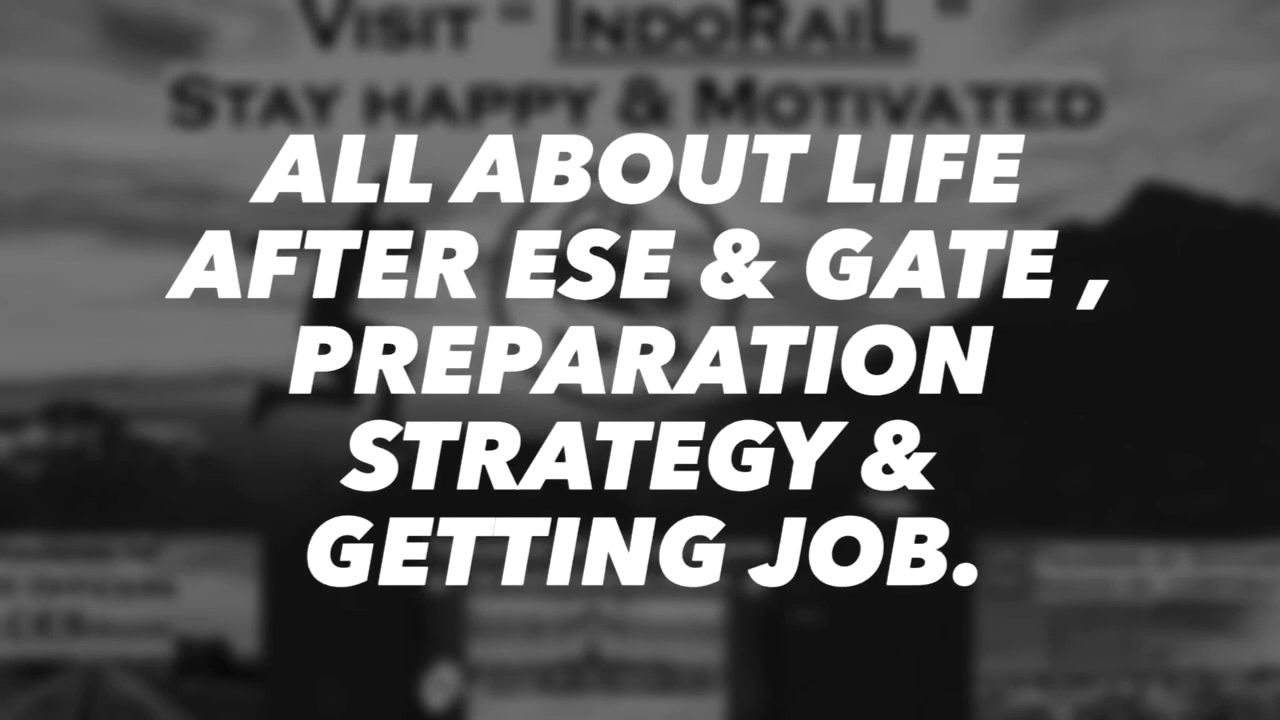 VISIT " INDORAIL "
STAY HAPPY & MOTIVATED
ALL ABOUT LIFE
AFTER ESE & GATE ,
PREPARATION
STRATEGY &
GETTING JOB.